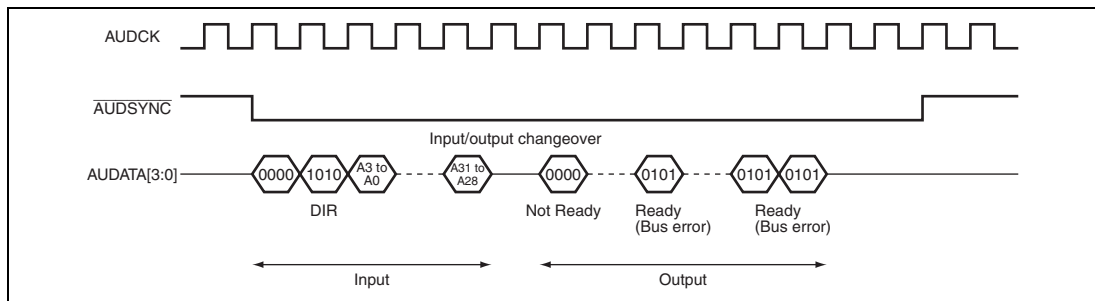 AUDCK
AUDSYNC
Input/output changeover
AUDATA[3:0]
0000 1010 A3 to A0 A31 to A28 0000 0101 0101 0101
DIR Not Ready Ready (Bus error) Ready (Bus error)
Input Output